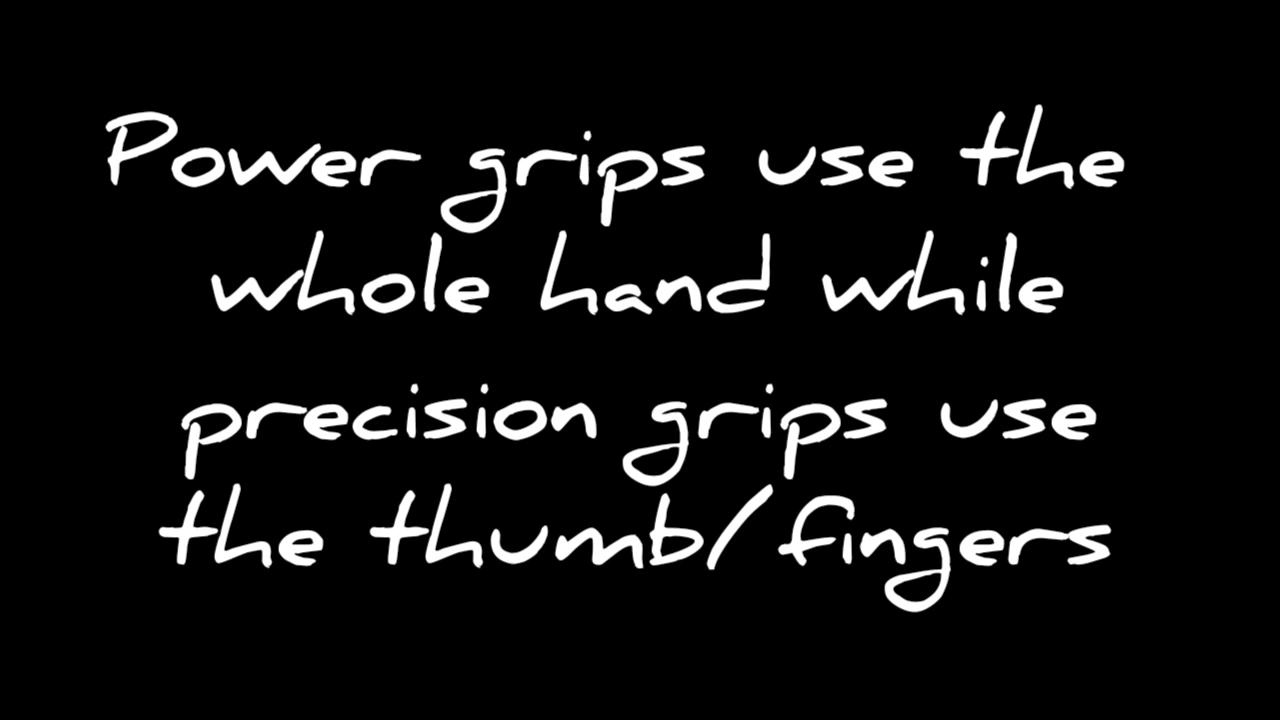 Power grips use the
whole hand while
precision grips use
the thumb/fingers